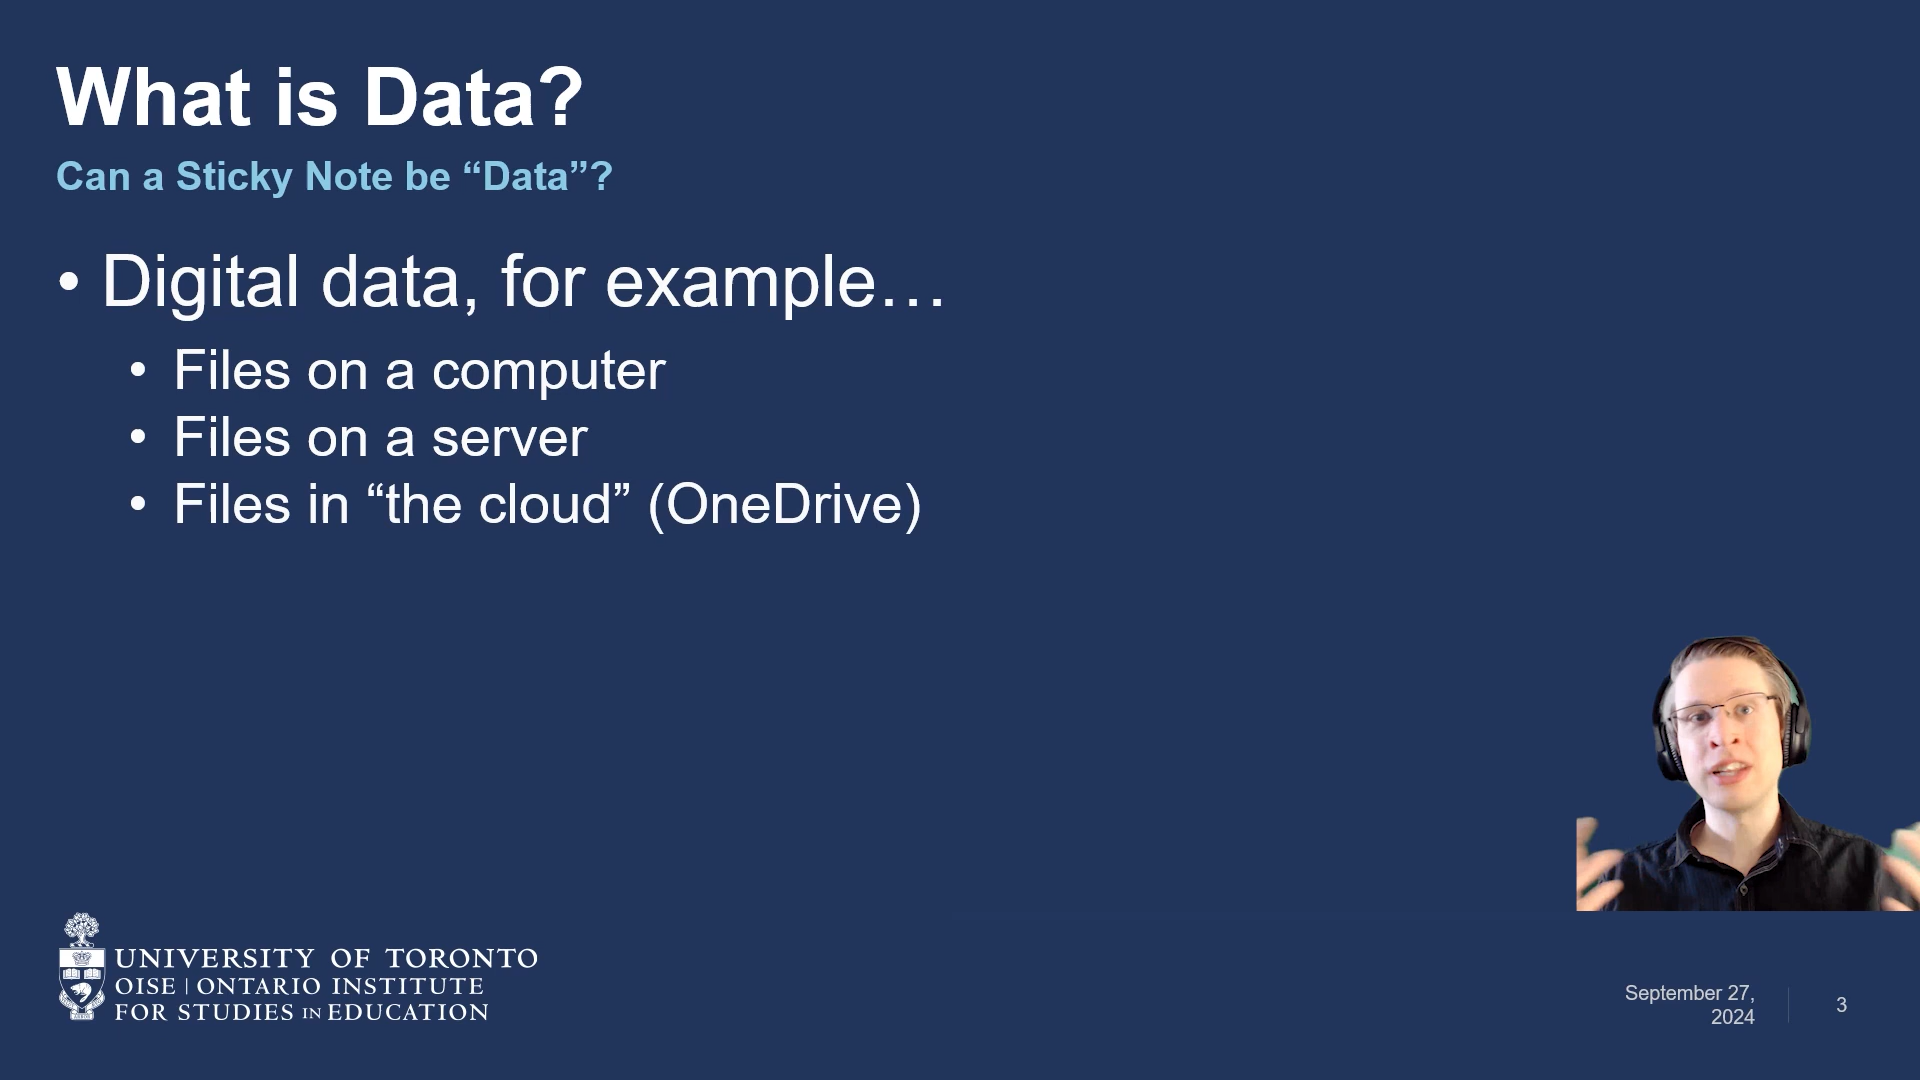 What is Data?
Can a Sticky Note be “Data”?
• Digital data, for example…
• Files on a computer
• Files on a server
• Files in “the cloud” (OneDrive)
UNIVERSITY OF TORONTO
OISE | ONTARIO INSTITUTE
FOR STUDIES IN EDUCATION
September 27,
2024
3